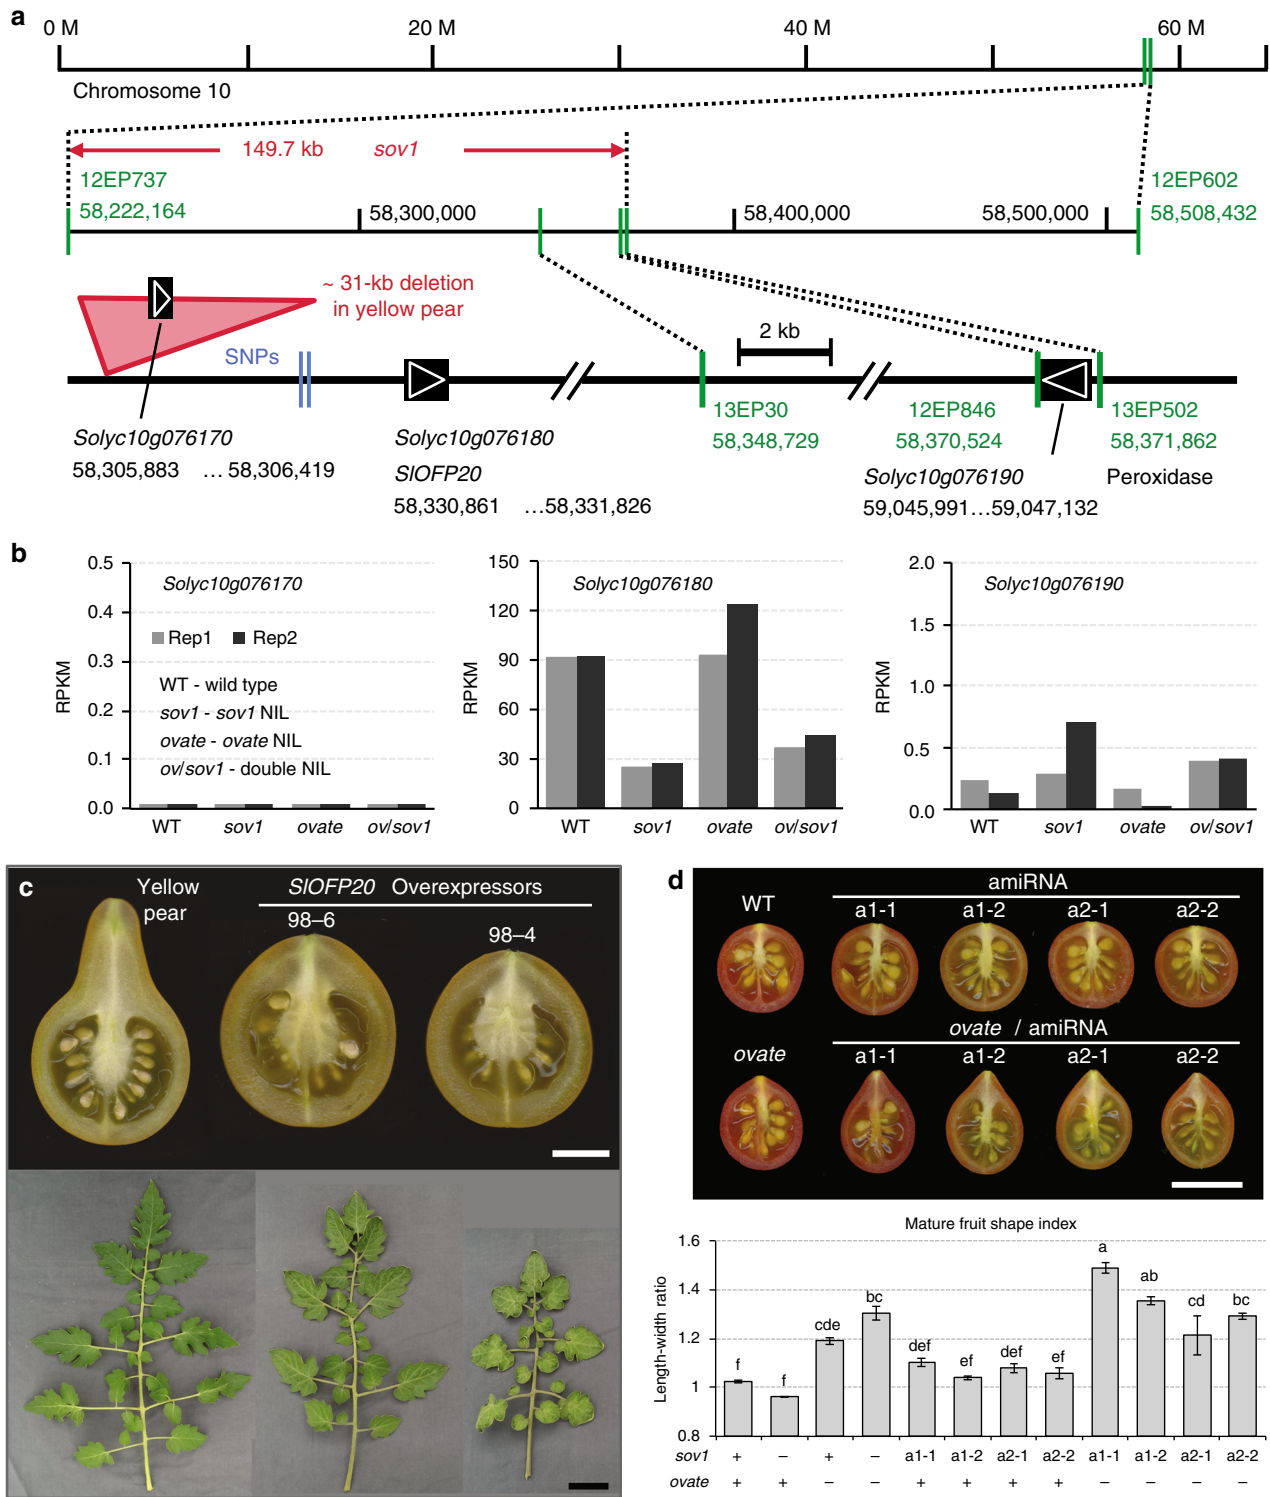 a
0 M 20 M 40 M 60 M
Chromosome 10
149.7 kb sov1
12EP737
58,222,164
58,300,000
58,400,000
58,500,000
12EP602
58,508,432
~ 31-kb deletion
in yellow pear
SNPs
2 kb
13EP30
58,348,729
12EP846
58,370,524
13EP502
58,371,862
Solyc10g076170
58,305,883 ...58,306,419
Solyc10g076180
SlOFP20
58,330,861 ...58,331,826
Solyc10g076190
59,045,991...59,047,132
Peroxidase
b
0.5
0.4
0.3
0.2
0.1
0.0
RPKM
Solyc10g076170
Rep1 Rep2
WT - wild type
sov1 - sov1 NIL
ovate - ovate NIL
ov/sov1 - double NIL
WT sov1 ovate ov/sov1
150
120
90
60
30
0
RPKM
Solyc10g076180
WT sov1 ovate ov/sov1
2.0
1.5
1.0
0.5
0.0
RPKM
Solyc10g076190
WT sov1 ovate ov/sov1
c
Yellow
pear
SlOFP20 Overexpressors
98–6
98–4
d
WT
amiRNA
a1-1 a1-2 a2-1 a2-2
ovate / amiRNA
ovate
a1-1 a1-2 a2-1 a2-2
Mature fruit shape index
Length-width ratio
1.6
1.4
1.2
1
0.8
f f cde bc def ef def ef a ab cd bc
sov1 + – + – a1-1 a1-2 a2-1 a2-2 a1-1 a1-2 a2-1 a2-2
ovate + + – – + + + + – – – –